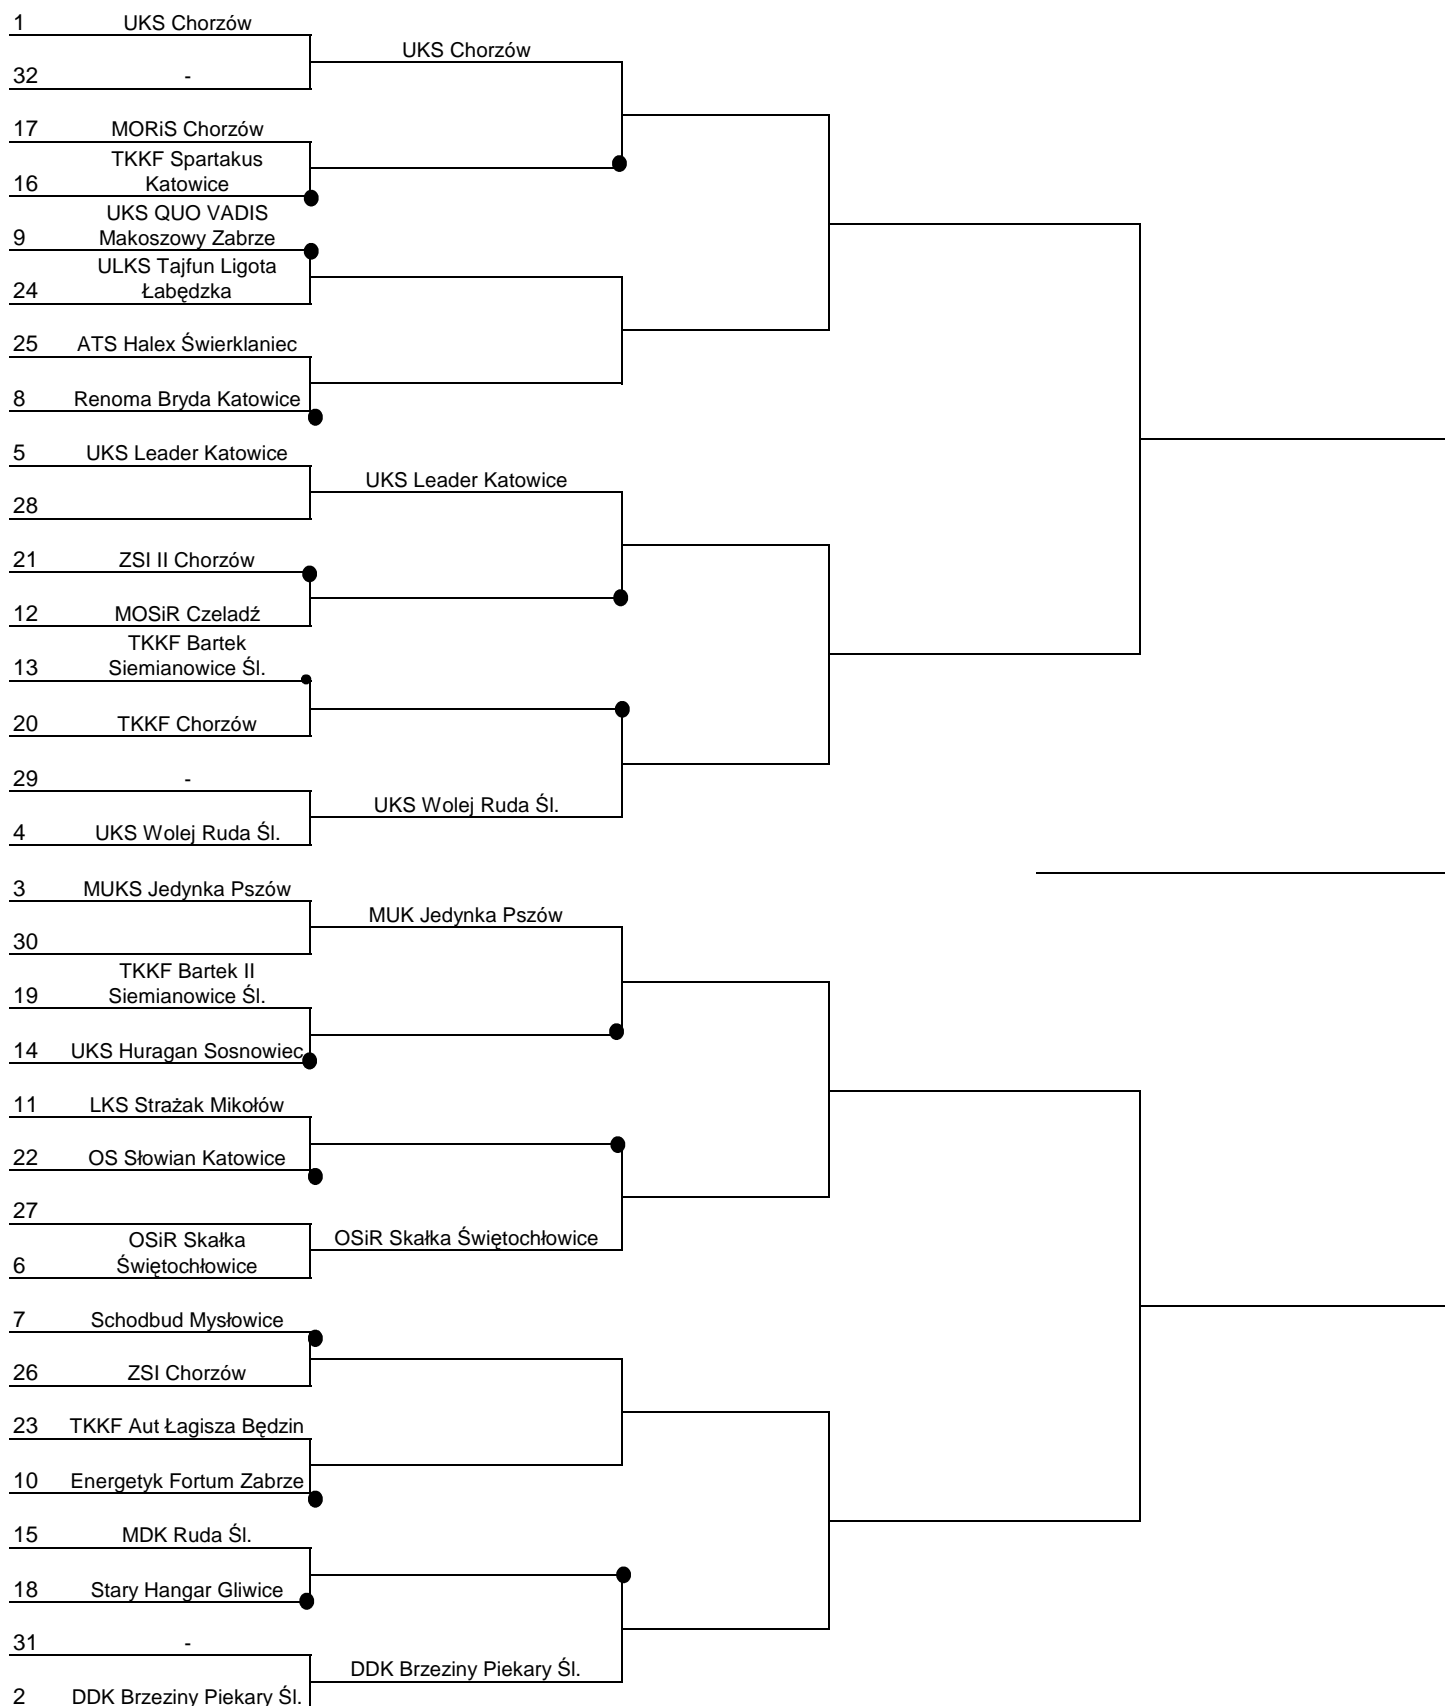 1 UKS Chorzów
UKS Chorzów
32 -
17 MORiS Chorzów
TKKF Spartakus
16 Katowice
UKS QUO VADIS
9 Makoszowy Zabrze
ULKS Tajfun Ligota
24 Łabędzka
25 ATS Halex Świerklaniec
8 Renoma Bryda Katowice
5 UKS Leader Katowice
UKS Leader Katowice
28
21 ZSI II Chorzów
12 MOSiR Czeladź
TKKF Bartek
13 Siemianowice Śl.
20 TKKF Chorzów
29 -
UKS Wolej Ruda Śl.
4 UKS Wolej Ruda Śl.
3 MUKS Jedynka Pszów
MUK Jedynka Pszów
30
TKKF Bartek II
19 Siemianowice Śl.
14 UKS Huragan Sosnowiec
11 LKS Strażak Mikołów
22 OS Słowian Katowice
27
OSiR Skałka
OSiR Skałka Świętochłowice
6 Świętochłowice
7 Schodbud Mysłowice
26 ZSI Chorzów
23 TKKF Aut Łagisza Będzin
10 Energetyk Fortum Zabrze
15 MDK Ruda Śl.
18 Stary Hangar Gliwice
31 -
DDK Brzeziny Piekary Śl.
2 DDK Brzeziny Piekary Śl.